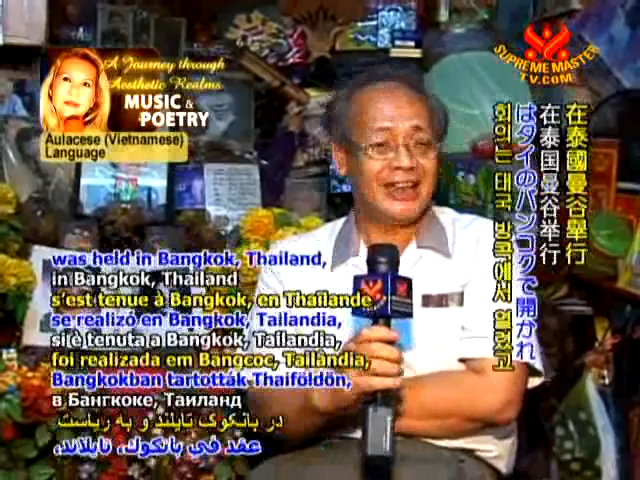 A Journey through
Aesthetic Realms
MUSIC &
POETRY
Aulacese (Vietnamese)
Language
SUPREME MASTER
TV.COM
was held in Bangkok, Thailand,
in Bangkok, Thailand
s'est tenue à Bangkok, en Thaïlande
se realizó en Bangkok, Tailandia,
si è tenuta a Bangkok, Tailandia,
foi realizada em Bangcoc, Tailândia,
Bangkokban tartották Thaiföldön,
в Бангкоке, Таиланд
در بانکوک تایلند و به ریاست
عقد في بانكوك، تايلاند،
在泰國曼谷舉行
在泰国曼谷举行
はタイのバンコクで開かれ
회의는 태국 방콕에서 열렸고